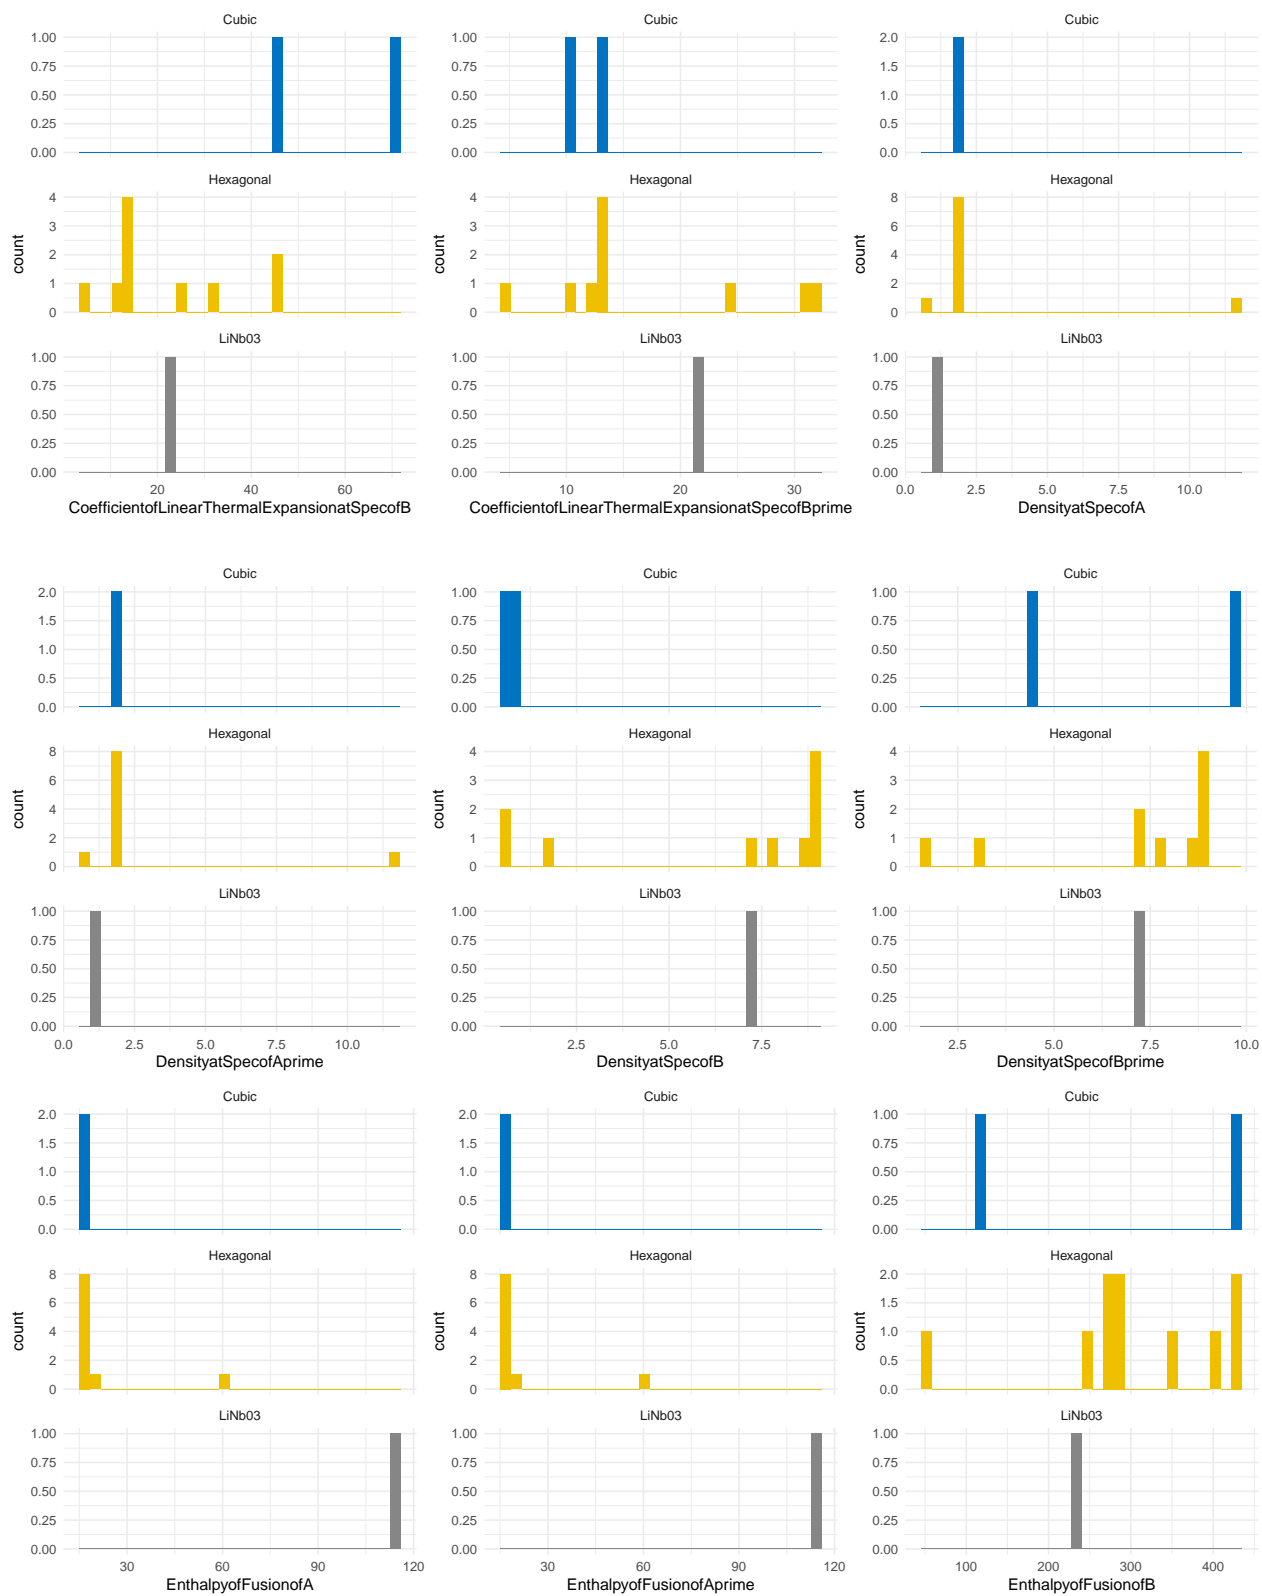 Cubic
1.00
0.75
0.50
0.25
0.00
Hexagonal
4
3
2
1
0
count
LiNb03
1.00
0.75
0.50
0.25
0.00
20 40 60
CoefficientofLinearThermalExpansionatSpecofB
Cubic
1.00
0.75
0.50
0.25
0.00
Hexagonal
4
3
2
1
0
count
LiNb03
1.00
0.75
0.50
0.25
0.00
10 20 30
CoefficientofLinearThermalExpansionatSpecofBprime
Cubic
2.0
1.5
1.0
0.5
0.0
Hexagonal
8
6
4
2
0
count
LiNb03
1.00
0.75
0.50
0.25
0.00
0.0 2.5 5.0 7.5 10.0
DensityatSpecofA
Cubic
2.0
1.5
1.0
0.5
0.0
Hexagonal
8
6
4
2
0
count
LiNb03
1.00
0.75
0.50
0.25
0.00
0.0 2.5 5.0 7.5 10.0
DensityatSpecofAprime
Cubic
1.00
0.75
0.50
0.25
0.00
Hexagonal
4
3
2
1
0
count
LiNb03
1.00
0.75
0.50
0.25
0.00
2.5 5.0 7.5
DensityatSpecofB
Cubic
1.00
0.75
0.50
0.25
0.00
Hexagonal
4
3
2
1
0
count
LiNb03
1.00
0.75
0.50
0.25
0.00
2.5 5.0 7.5 10.0
DensityatSpecofBprime
Cubic
2.0
1.5
1.0
0.5
0.0
Hexagonal
8
6
4
2
0
count
LiNb03
1.00
0.75
0.50
0.25
0.00
30 60 90 120
EnthalpyofFusionofA
Cubic
2.0
1.5
1.0
0.5
0.0
Hexagonal
8
6
4
2
0
count
LiNb03
1.00
0.75
0.50
0.25
0.00
30 60 90 120
EnthalpyofFusionofAprime
Cubic
1.00
0.75
0.50
0.25
0.00
Hexagonal
2.0
1.5
1.0
0.5
0.0
count
LiNb03
1.00
0.75
0.50
0.25
0.00
100 200 300 400
EnthalpyofFusionofB